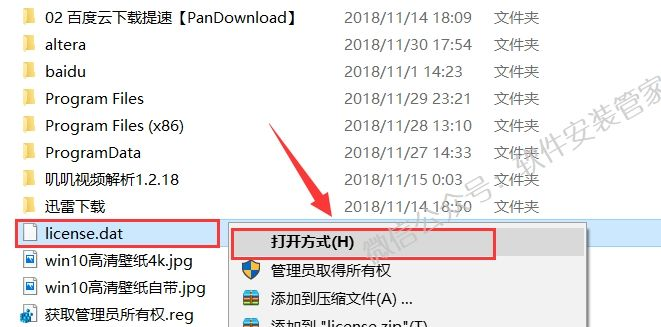 02 百度云下载提速【PanDownload】 2018/11/14 18:09 文件夹
altera 2018/11/30 17:54 文件夹
baidu 2018/11/1 14:23 文件夹
Program Files 2018/11/29 23:21 文件夹
Program Files (x86) 2018/11/28 13:10 文件夹
ProgramData 2018/11/27 14:33 文件夹
叽叽视频解析1.2.18 2018/11/15 0:03 文件夹
迅雷下载 2018/11/14 18:50 文件夹
license.dat
打开方式(H)
win10高清壁纸4k.jpg
管理员取得所有权
win10高清壁纸自带.jpg
添加到压缩文件(A) ...
获取管理员所有权.reg
添加到 "license.zip"(T)
微信公众号：软件安装管家